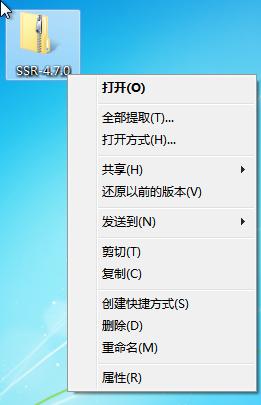 SSR-4.7.0
打开(O)
全部提取(T)...
打开方式(H)...
共享(H)
还原以前的版本(V)
发送到(N)
剪切(T)
复制(C)
创建快捷方式(S)
删除(D)
重命名(M)
属性(R)